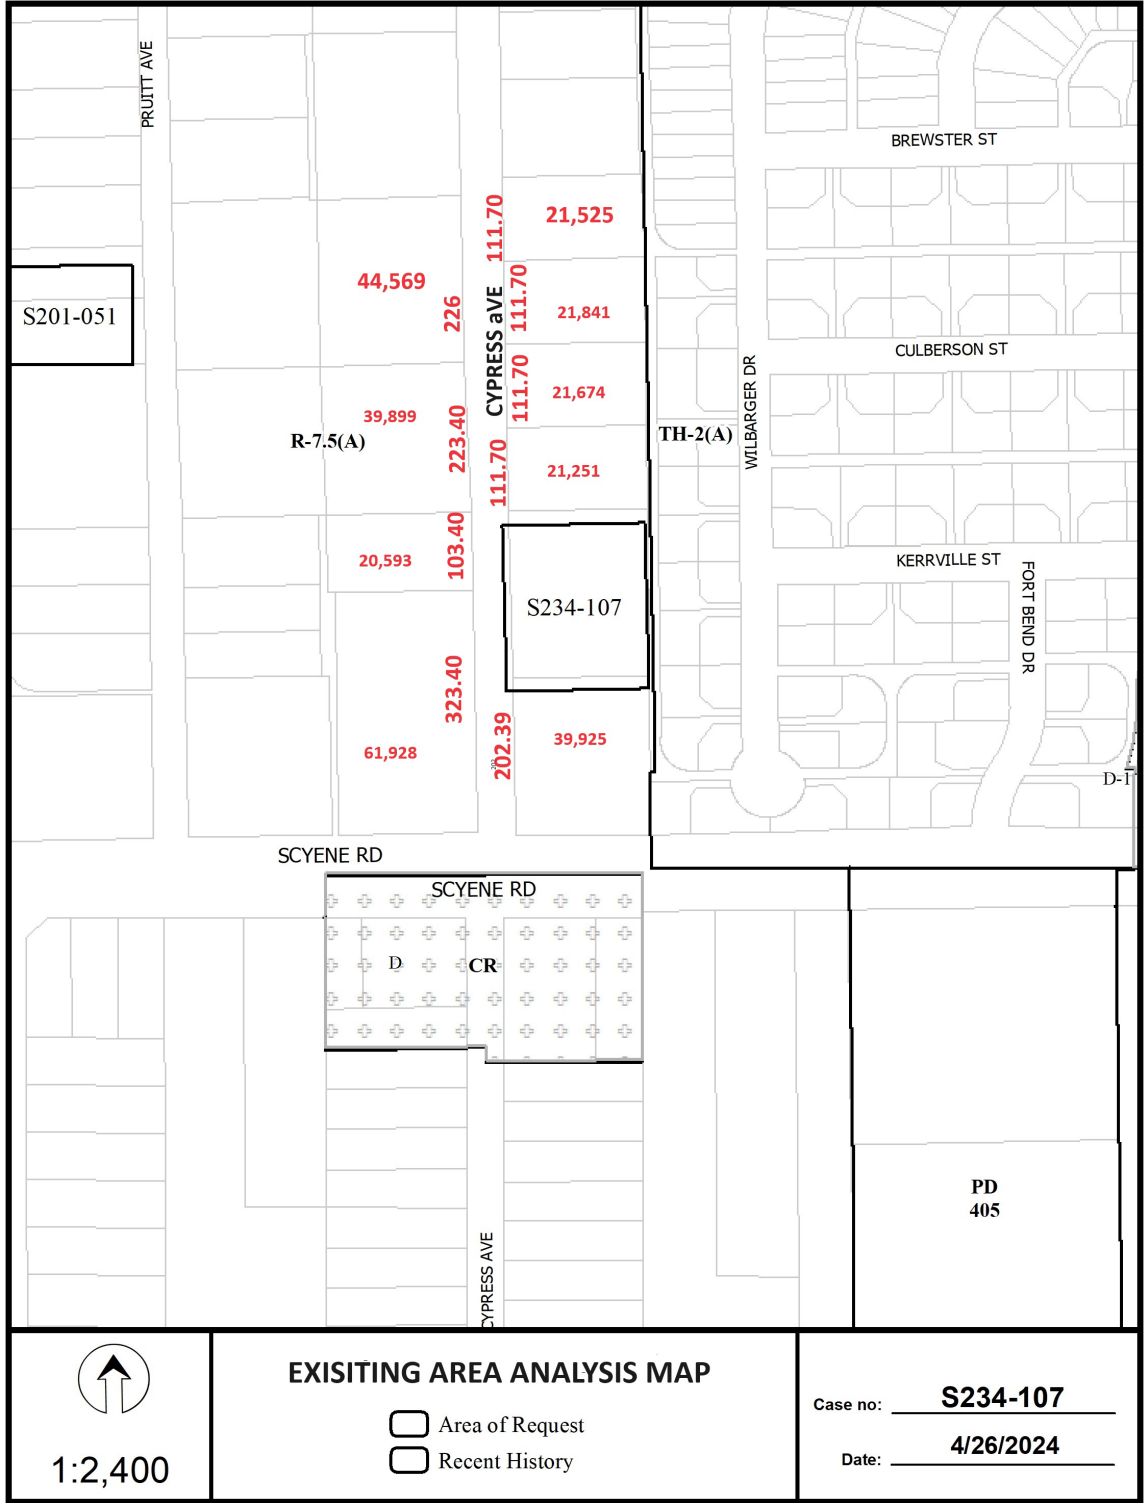 PRUITT AVE
BREWSTER ST
111.70
21,525
44,569
S201-051
226
CYPRESS aVE
111.70
21,841
CULBERSON ST
WILBARGER DR
111.70
21,674
39,899
R-7.5(A)
223.40
TH-2(A)
111.70
21,251
20,593
103.40
KERRVILLE ST
FORT BEND DR
S234-107
323.40
61,928
202.39
39,925
D-1
SCYENE RD
SCYENE RD
D
CR
PD
405
CYPRESS AVE
1:2,400
EXISITING AREA ANALYSIS MAP
Area of Request
Recent History
Case no: S234-107
Date: 4/26/2024